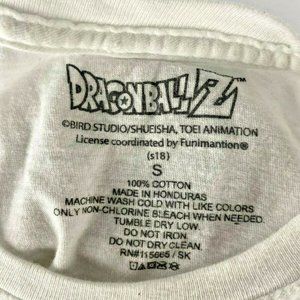 DRAGONBALL Z™
©BIRD STUDIO/SHUEISHA, TOEI ANIMATION
License coordinated by Funimation®
(s18)
S
100% COTTON
MADE IN HONDURAS
MACHINE WASH COLD WITH LIKE COLORS
ONLY NON-CHLORINE BLEACH WHEN NEEDED
TUMBLE DRY LOW.
DO NOT IRON.
DO NOT DRY CLEAN.
RN#115665 / SK